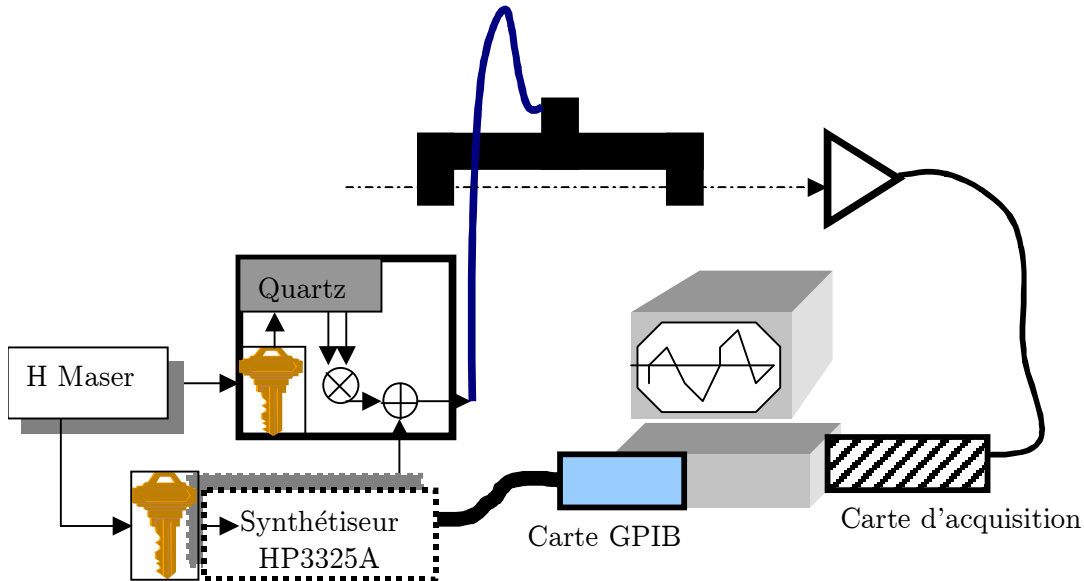 Quartz
H Maser
Synthétiseur
HP3325A
Carte GPIB
Carte d'acquisition